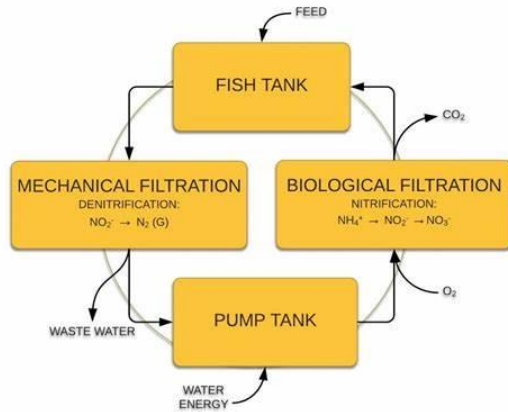 FEED
FISH TANK
CO₂
MECHANICAL FILTRATION
DENITRIFICATION:
NO₂⁻ → N₂ (G)
BIOLOGICAL FILTRATION
NITRIFICATION:
NH₄⁺ → NO₂⁻ → NO₃⁻
O₂
WASTE WATER
PUMP TANK
WATER
ENERGY